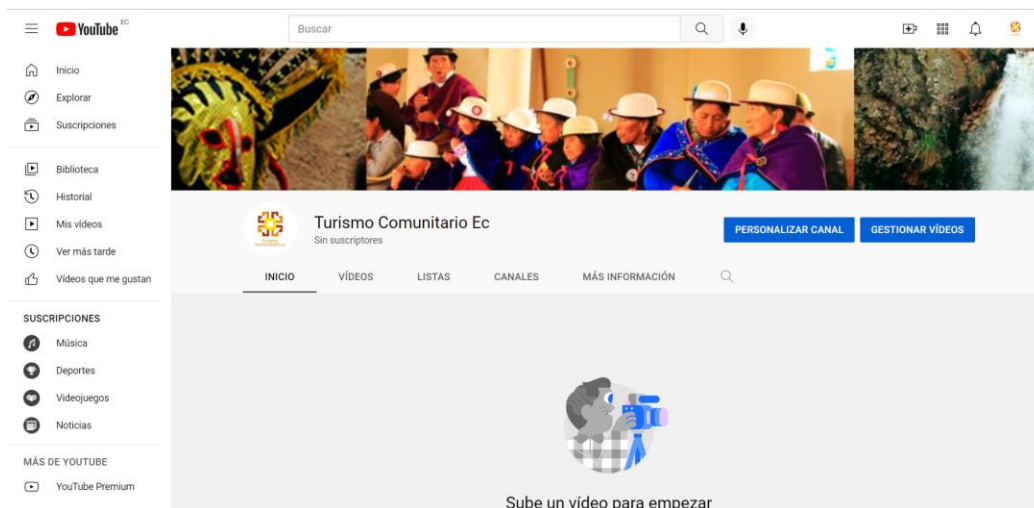 YouTube EC
Buscar
Inicio
Explorar
Suscripciones
Biblioteca
Historial
Mis vídeos
Ver más tarde
Vídeos que me gustan
SUSCRIPCIONES
Música
Deportes
Videojuegos
Noticias
MÁS DE YOUTUBE
YouTube Premium
Turismo Comunitario Ec
Sin suscriptores
PERSONALIZAR CANAL GESTIONAR VÍDEOS
INICIO VÍDEOS LISTAS CANALES MÁS INFORMACIÓN
Sube un vídeo para empezar